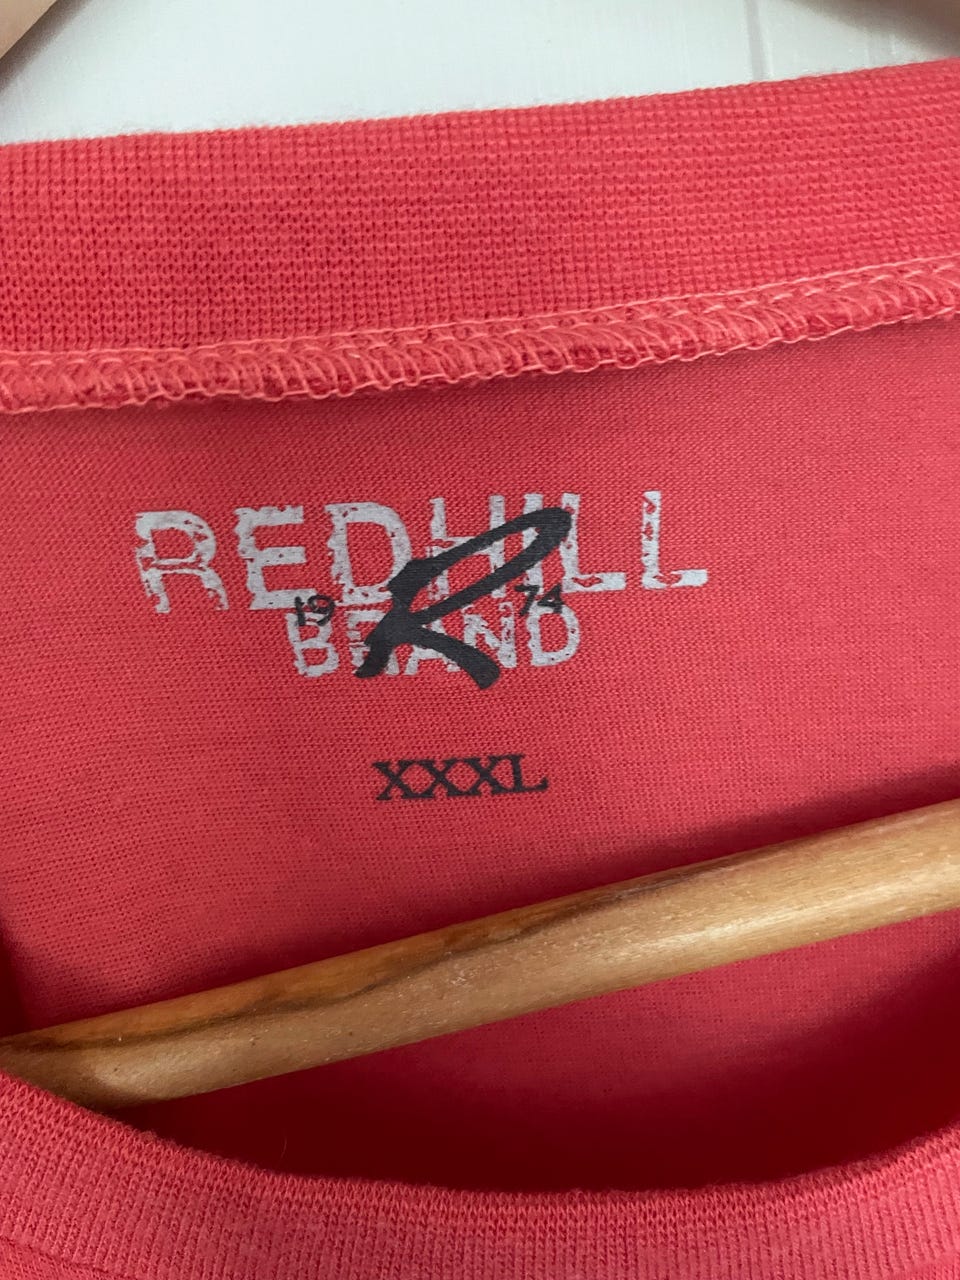 REDHILL
19 R 74
BRAND
XXXL